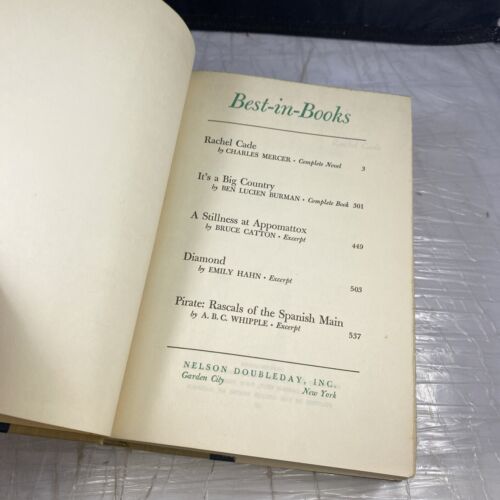 Best-in-Books
Rachel Cade
by CHARLES MERCER • Complete Novel 3
It's a Big Country
by BEN LUCIEN BURMAN • Complete Book 301
A Stillness at Appomattox
by BRUCE CATTON • Excerpt 449
Diamond
by EMILY HAHN • Excerpt 503
Pirate: Rascals of the Spanish Main
by A. B. C. WHIPPLE • Excerpt 537
NELSON DOUBLEDAY, INC.
Garden City New York